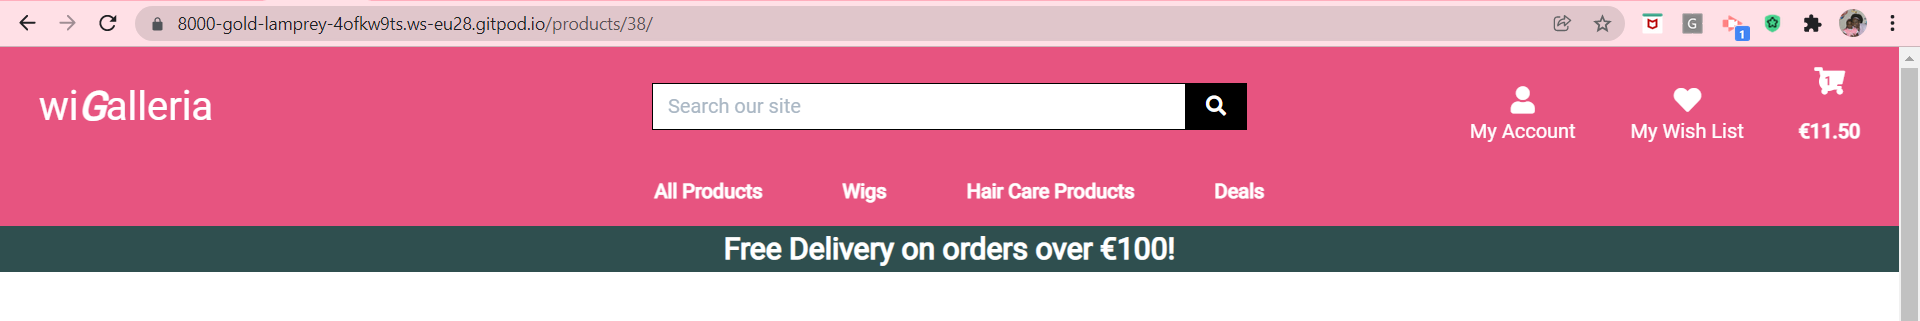 8000-gold-lamprey-4ofkw9ts.ws-eu28.gitpod.io/products/38/
G
1
wiGalleria
Search our site
My Account
My Wish List
1
€11.50
All Products
Wigs
Hair Care Products
Deals
Free Delivery on orders over €100!